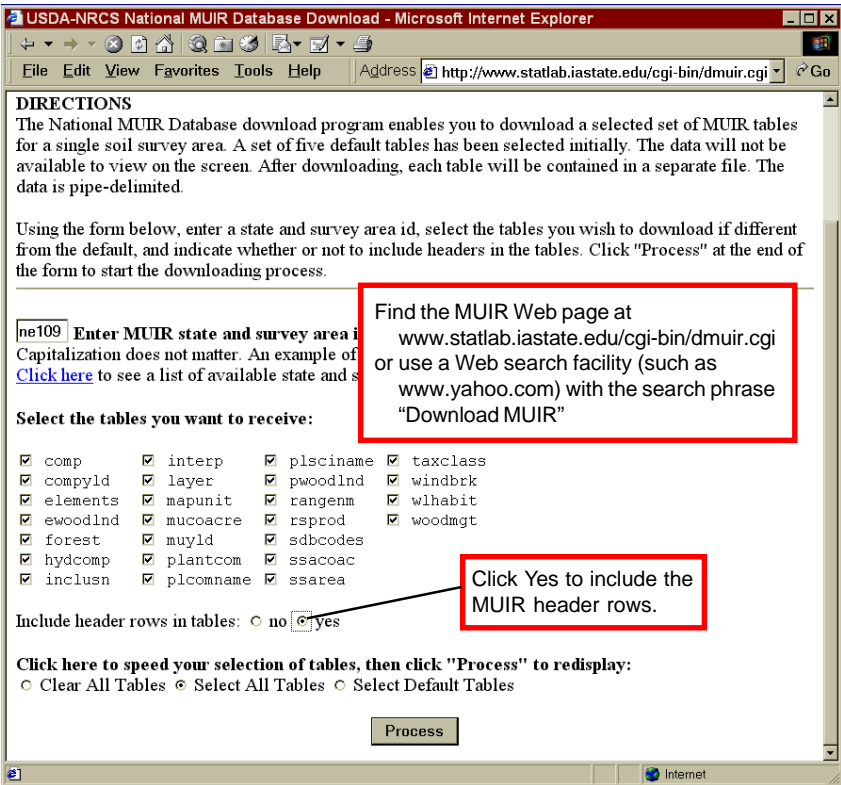 USDA-NRCS National MUIR Database Download - Microsoft Internet Explorer
File Edit View Favorites Tools Help Address http://www.statlab.iastate.edu/cgi-bin/dmuir.cgi Go
DIRECTIONS
The National MUIR Database download program enables you to download a selected set of MUIR tables
for a single soil survey area. A set of five default tables has been selected initially. The data will not be
available to view on the screen. After downloading, each table will be contained in a separate file. The
data is pipe-delimited.
Using the form below, enter a state and survey area id, select the tables you wish to download if different
from the default, and indicate whether or not to include headers in the tables. Click "Process" at the end of
the form to start the downloading process.
Find the MUIR Web page at
www.statlab.iastate.edu/cgi-bin/dmuir.cgi
or use a Web search facility (such as
www.yahoo.com) with the search phrase
“Download MUIR”
ne109 Enter MUIR state and survey area i
Capitalization does not matter. An example of
Click here to see a list of available state and s
Select the tables you want to receive:
comp interp plsciname taxclass
compyld layer pwoodlnd windbrk
elements mapunit rangenm wlhabit
ewoodlnd mucoacre rsprod woodmgt
forest muyld sdbcodes
hydcomp plantcom ssacoac
inclusn plcomname ssarea
Click Yes to include the
MUIR header rows.
Include header rows in tables: no yes
Click here to speed your selection of tables, then click "Process" to redisplay:
Clear All Tables Select All Tables Select Default Tables
Process
Internet